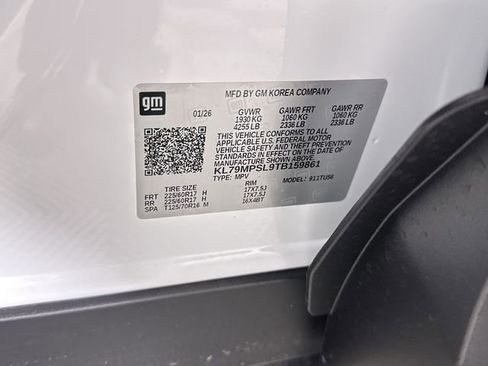 gm
MFD BY GM KOREA COMPANY
01/26 GVWR GAWR FRT GAWR RR
1930 KG 1060 KG 1060 KG
4255 LB 2336 LB 2336 LB
THIS VEHICLE CONFORMS TO ALL
APPLICABLE U.S. FEDERAL MOTOR
VEHICLE SAFETY AND THEFT PREVENTION
STANDARDS IN EFFECT ON THE DATE OF
MANUFACTURE SHOWN ABOVE.
KL79MPSL9TB159861
TYPE: MPV MODEL: 911TU56
TIRE SIZE RIM
FRT 225/60R17 H 17X7.5J
RR 225/60R17 H 17X7.5J
SPA T125/70R16 M 16X4BT